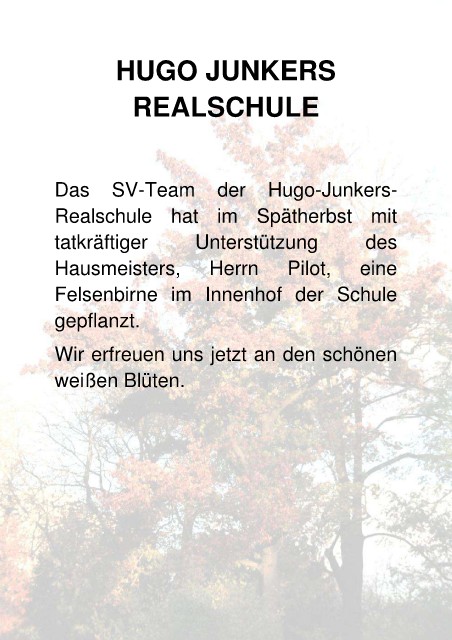 HUGO JUNKERS
REALSCHULE
Das SV-Team der Hugo-Junkers-
Realschule hat im Spätherbst mit
tatkräftiger Unterstützung des
Hausmeisters, Herrn Pilot, eine
Felsenbirne im Innenhof der Schule
gepflanzt.
Wir erfreuen uns jetzt an den schönen
weißen Blüten.